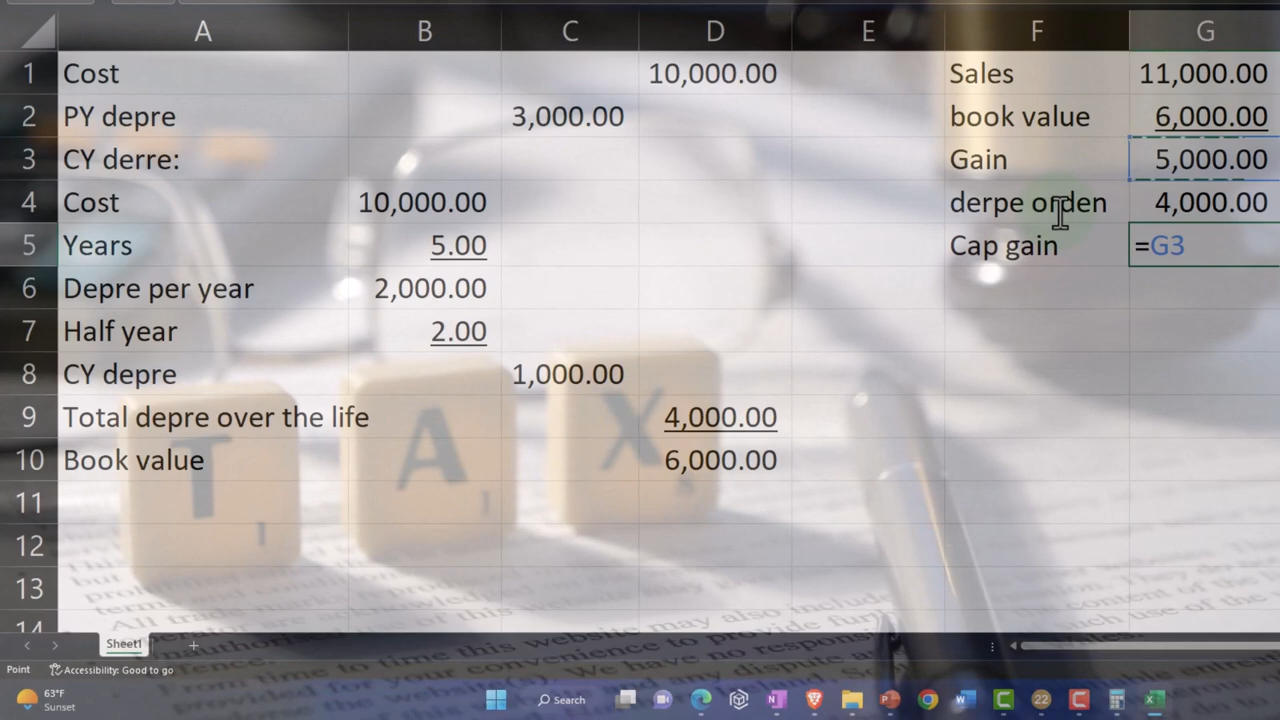 A B C D E F G
1 Cost 10,000.00 Sales 11,000.00
2 PY depre 3,000.00 book value 6,000.00
3 CY derre: Gain 5,000.00
4 Cost 10,000.00 derpe orden 4,000.00
5 Years 5.00 Cap gain =G3
6 Depre per year 2,000.00
7 Half year 2.00
8 CY depre 1,000.00
9 Total depre over the life 4,000.00
10 Book value 6,000.00
11
12
13
14
T1 A X8
Sheet1
Point Accessibility: Good to go
63°F
Sunset
Search
22